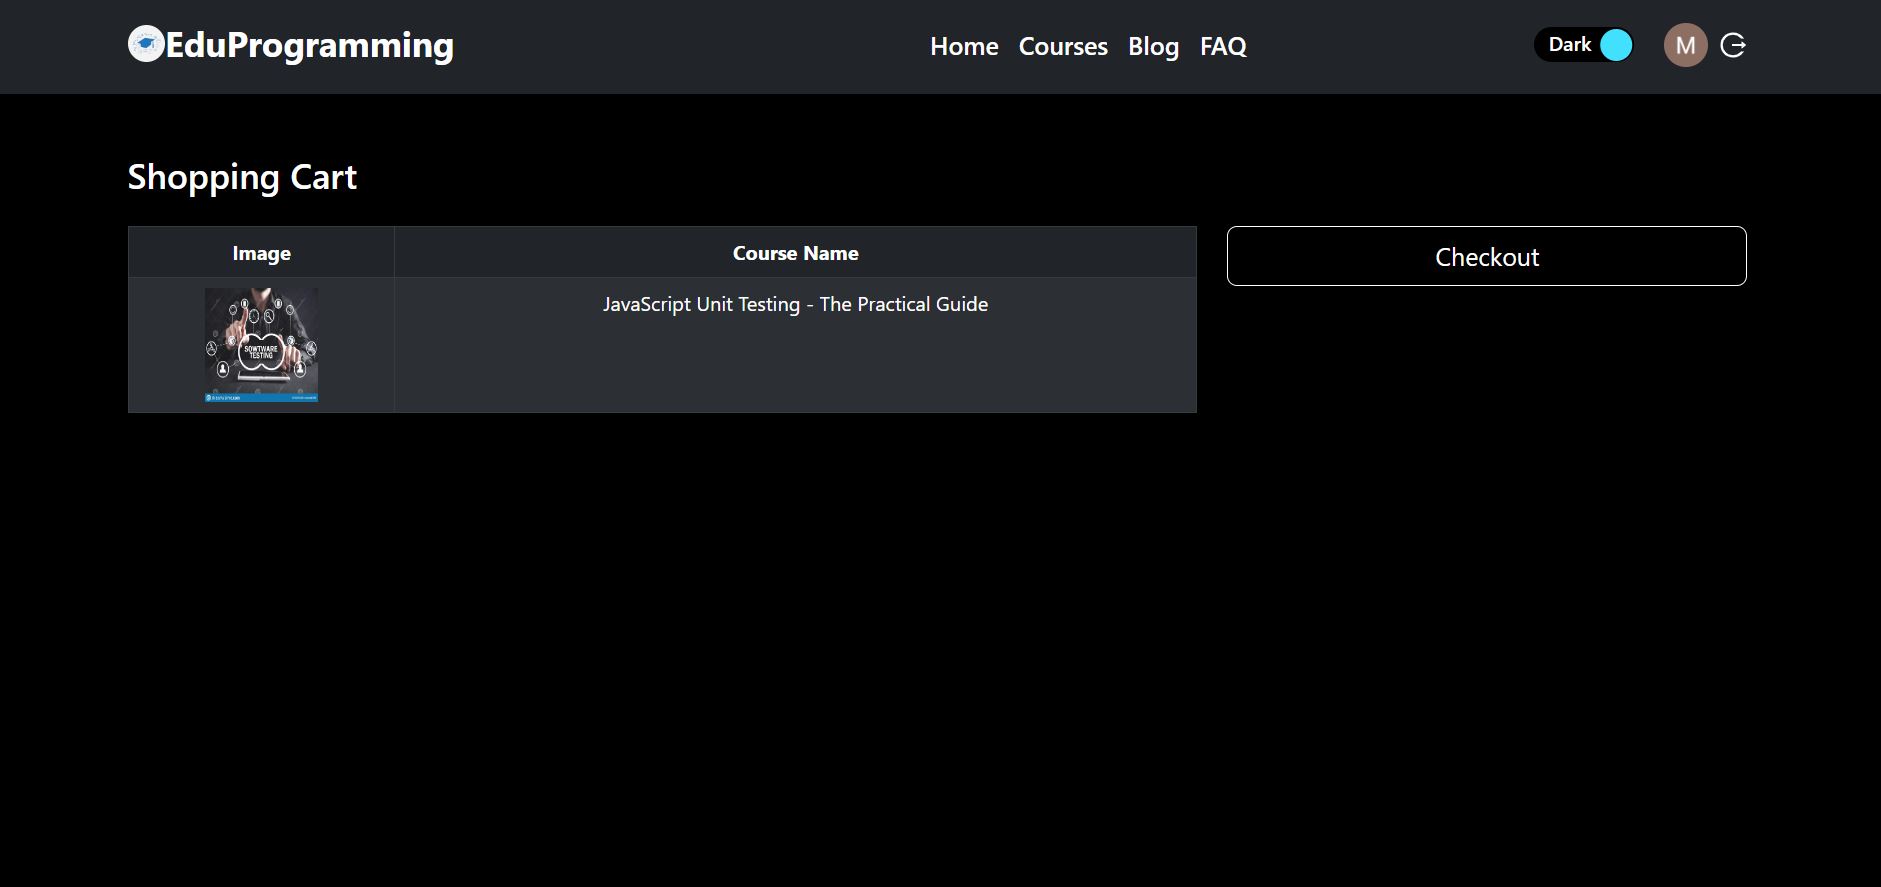 EduProgramming
Home Courses Blog FAQ
Dark
M
Shopping Cart
Image Course Name
Checkout
JavaScript Unit Testing - The Practical Guide
SOWTWARE
TESTING